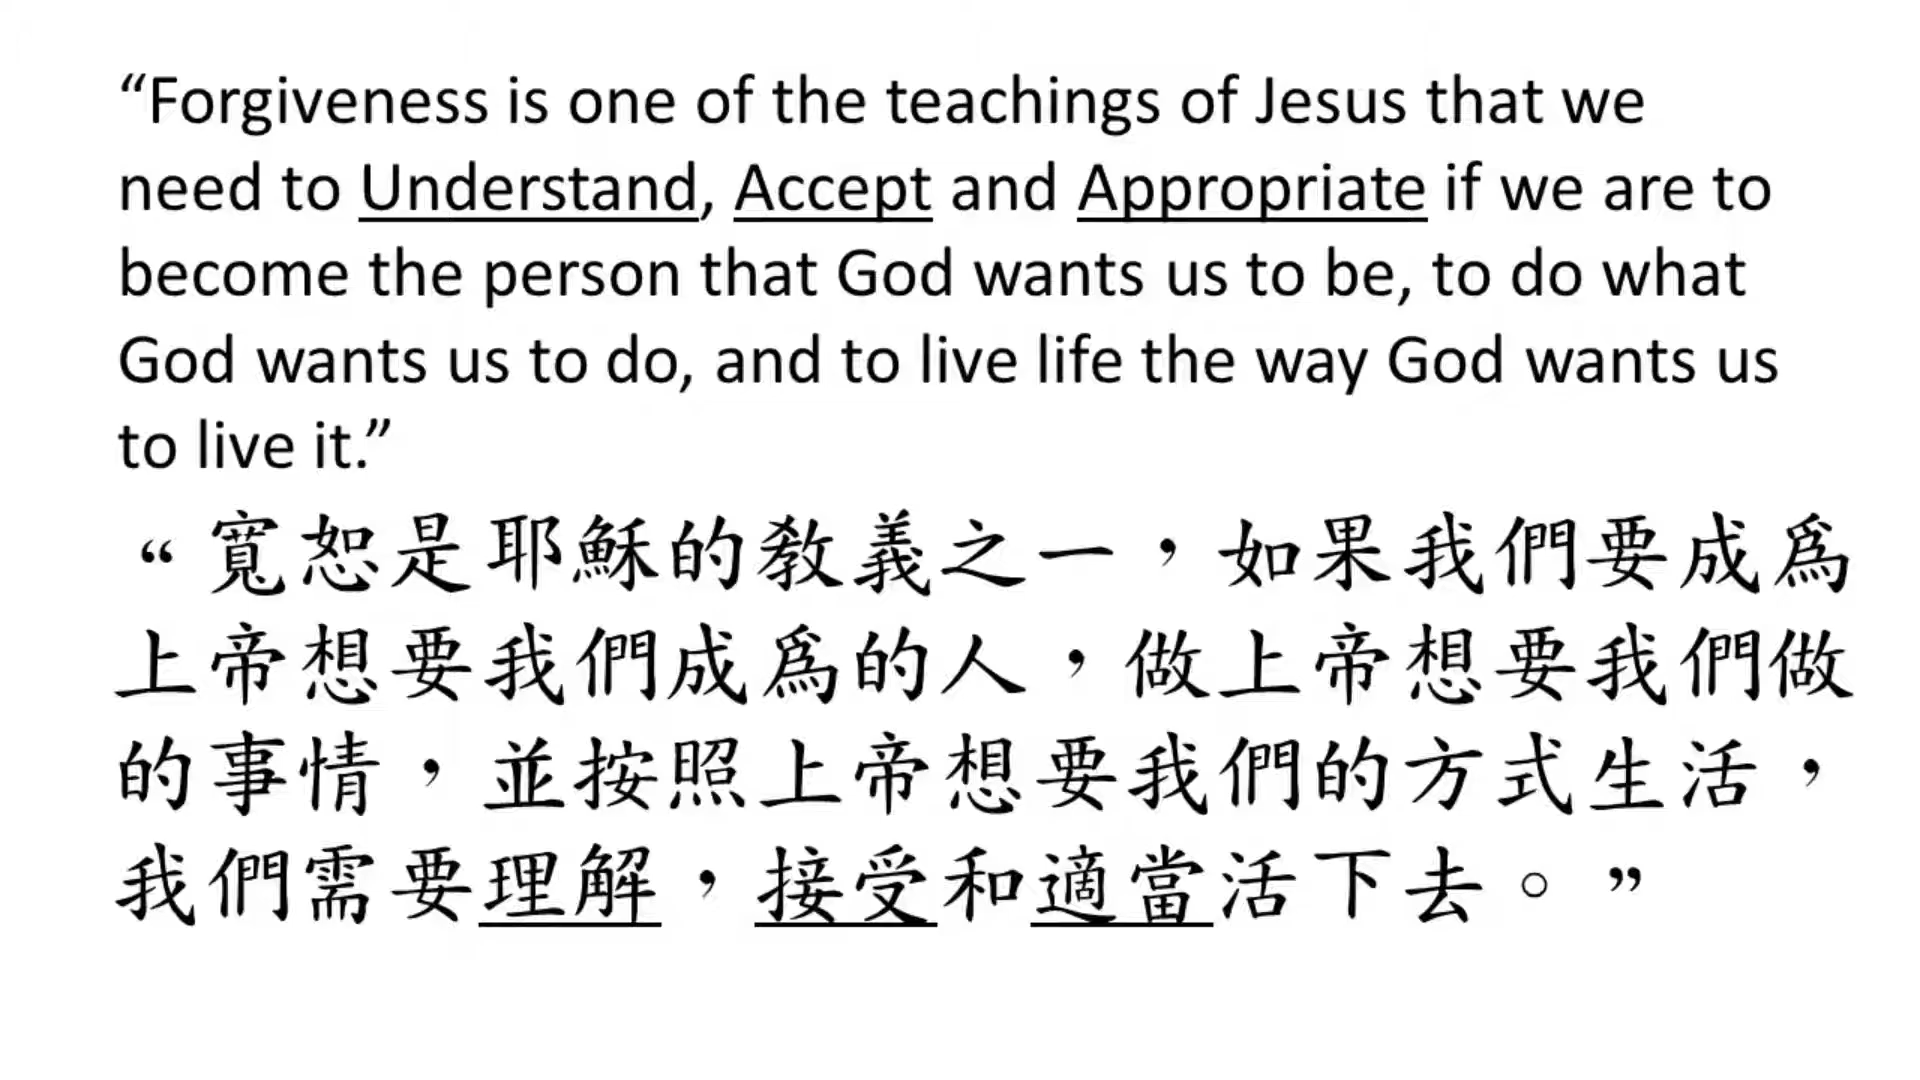 “Forgiveness is one of the teachings of Jesus that we
need to Understand, Accept and Appropriate if we are to
become the person that God wants us to be, to do what
God wants us to do, and to live life the way God wants us
to live it.”
“寬恕是耶穌的教義之一，如果我們要成為
上帝想要我們成為的人，做上帝想要我們做
的事情，並按照上帝想要我們的方式生活，
我們需要理解，接受和適當活下去。”